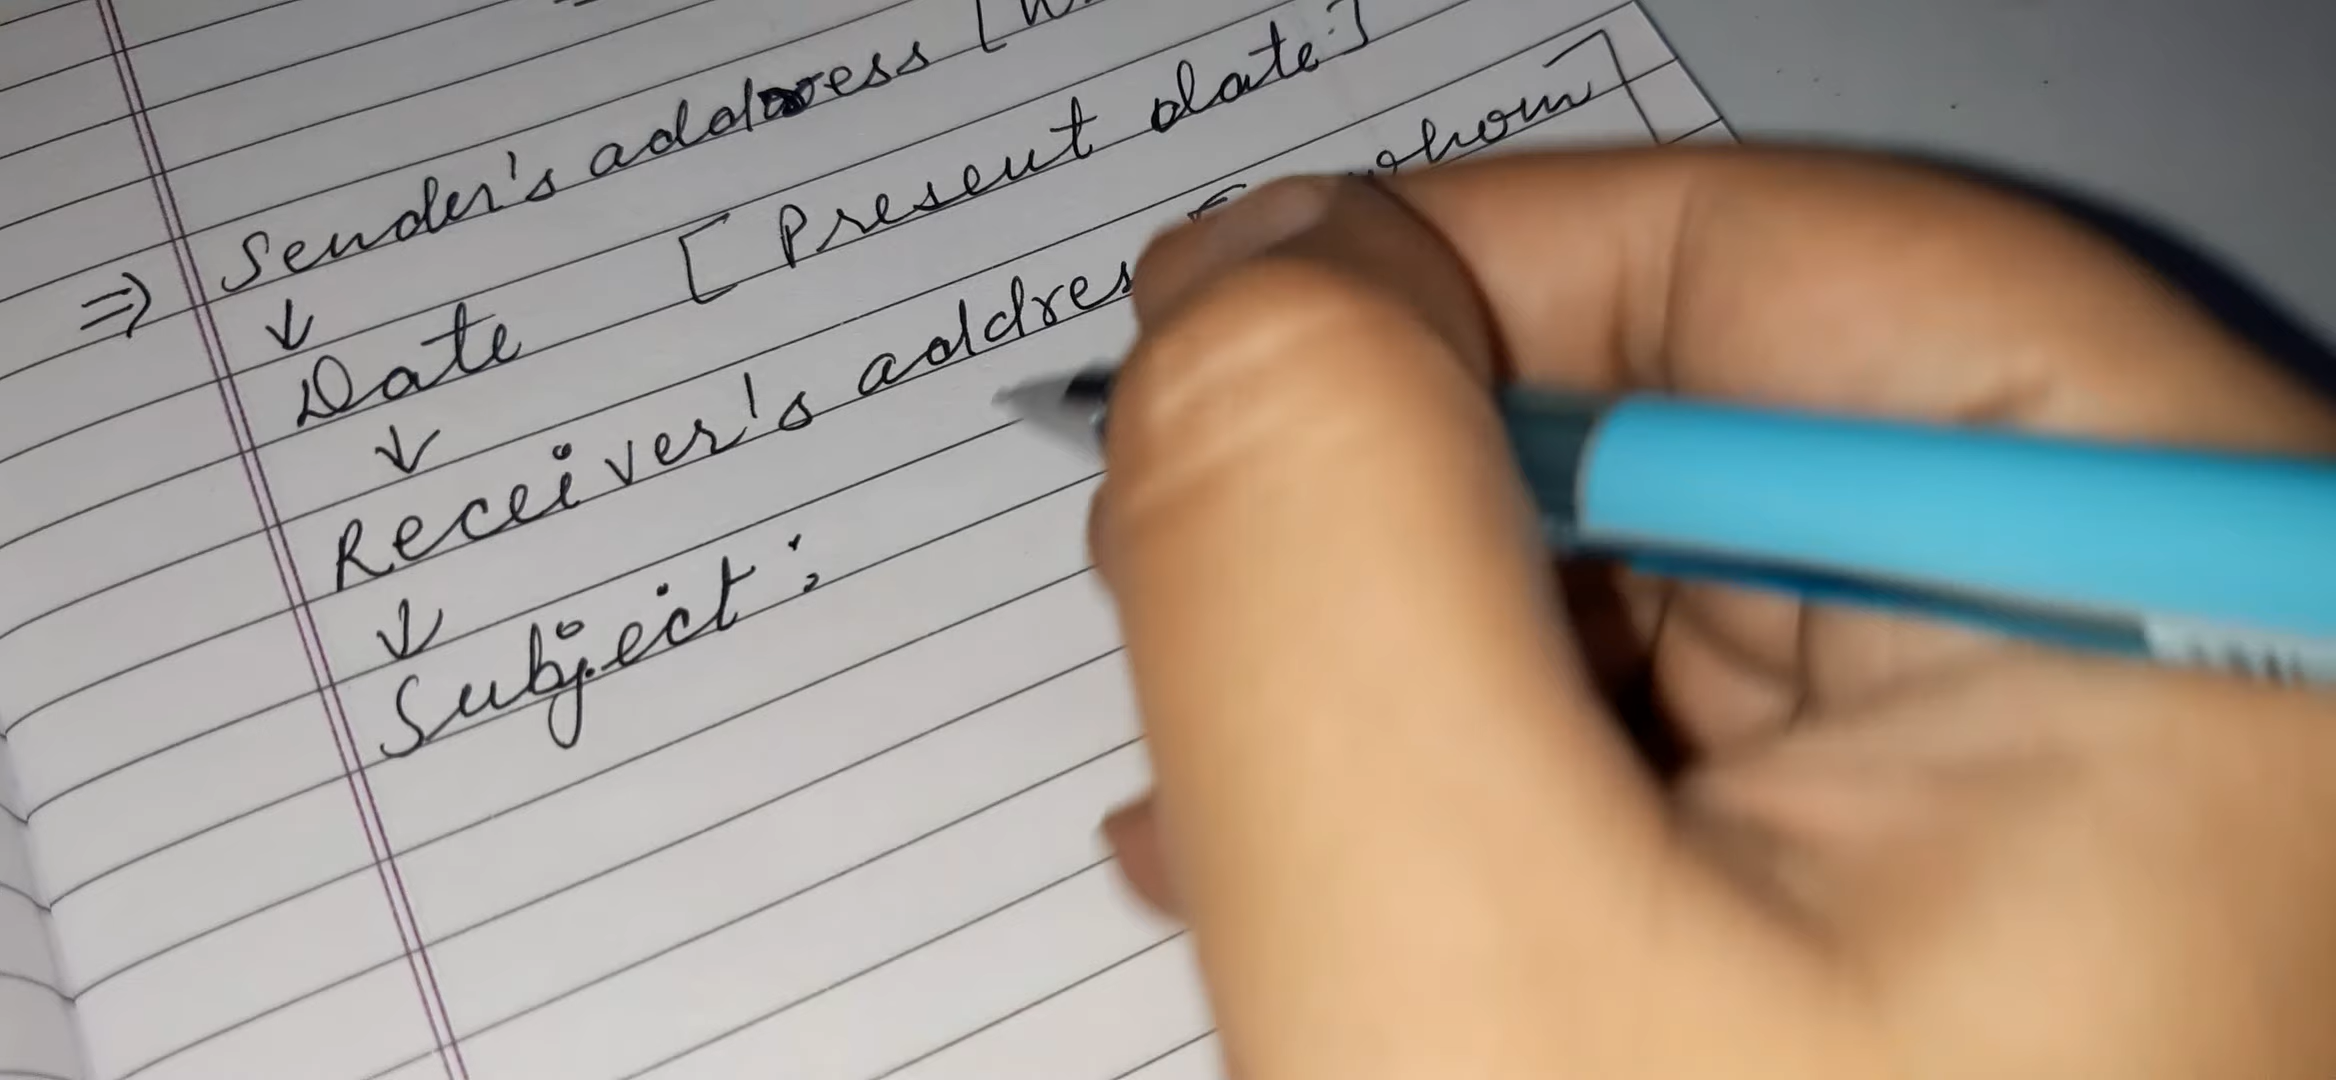 ⇒ Sender's address [
↓
Date [Present date.]
↓
Receiver's address [ whom]
↓
Subject :